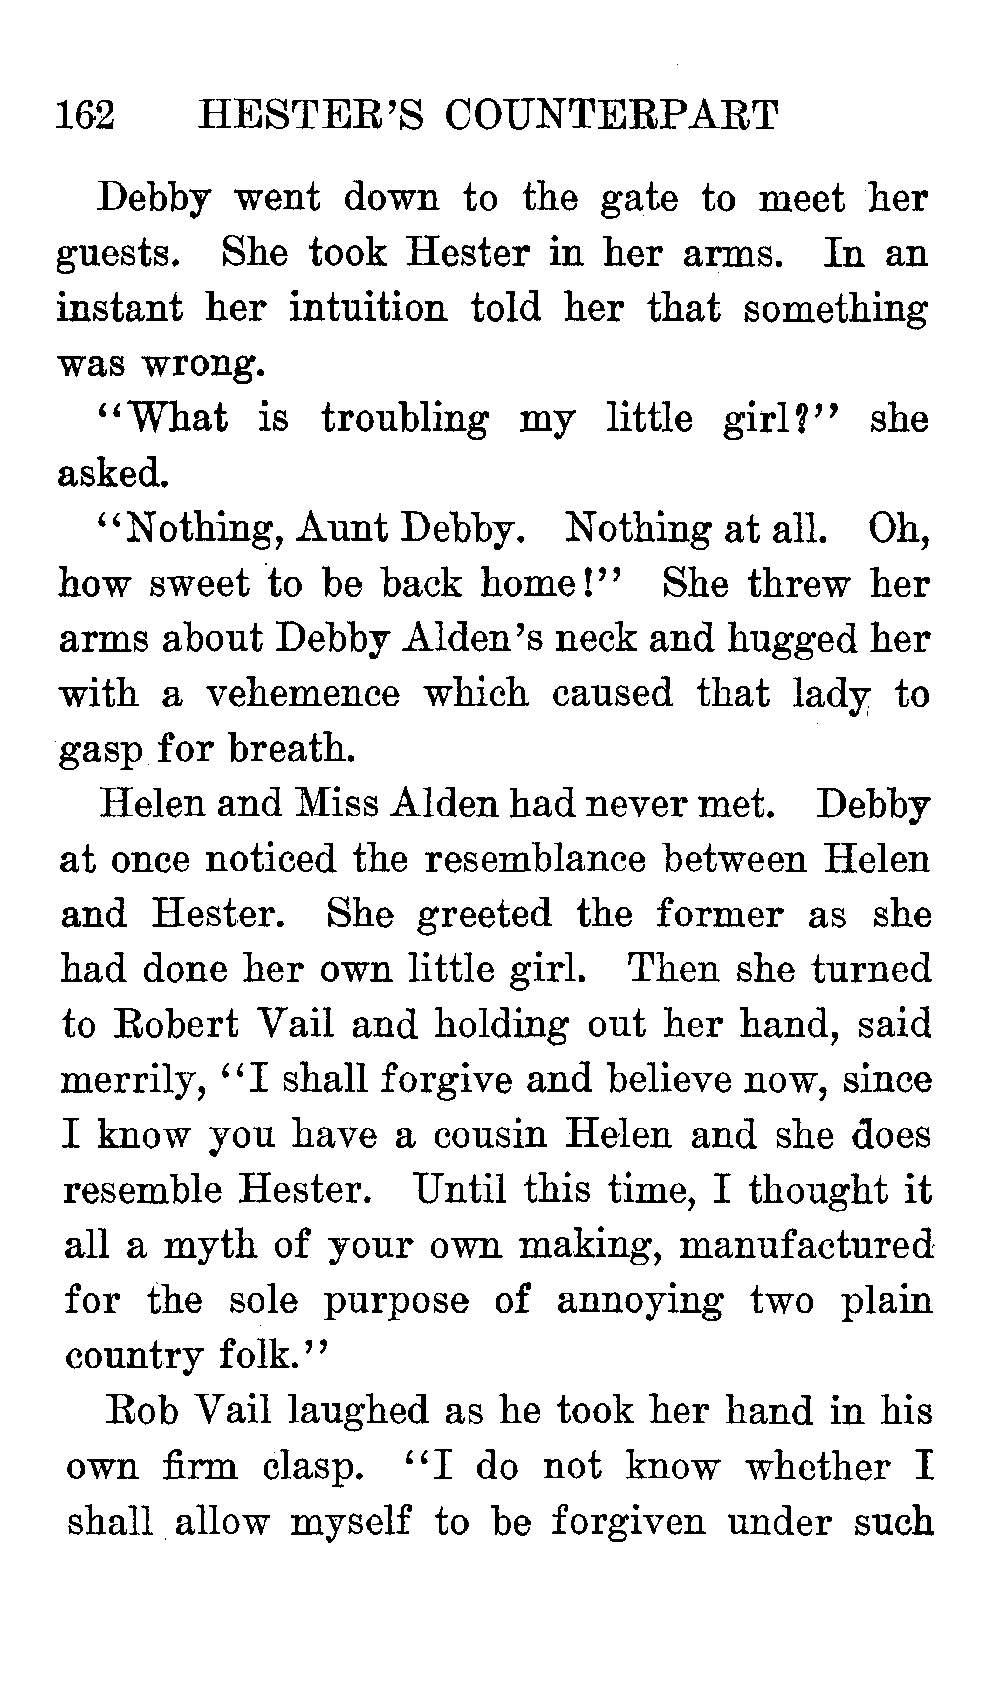 162 HESTER'S COUNTERPART
Debby went down to the gate to meet her
guests. She took Hester in her arms. In an
instant her intuition told her that something
was wrong.
"What is troubling my little girl?" she
asked.
"Nothing, Aunt Debby. Nothing at all. Oh,
how sweet to be back home!" She threw her
arms about Debby Alden's neck and hugged her
with a vehemence which caused that lady to
gasp for breath.
Helen and Miss Alden had never met. Debby
at once noticed the resemblance between Helen
and Hester. She greeted the former as she
had done her own little girl. Then she turned
to Robert Vail and holding out her hand, said
merrily, "I shall forgive and believe now, since
I know you have a cousin Helen and she does
resemble Hester. Until this time, I thought it
all a myth of your own making, manufactured
for the sole purpose of annoying two plain
country folk."
Rob Vail laughed as he took her hand in his
own firm clasp. "I do not know whether I
shall allow myself to be forgiven under such